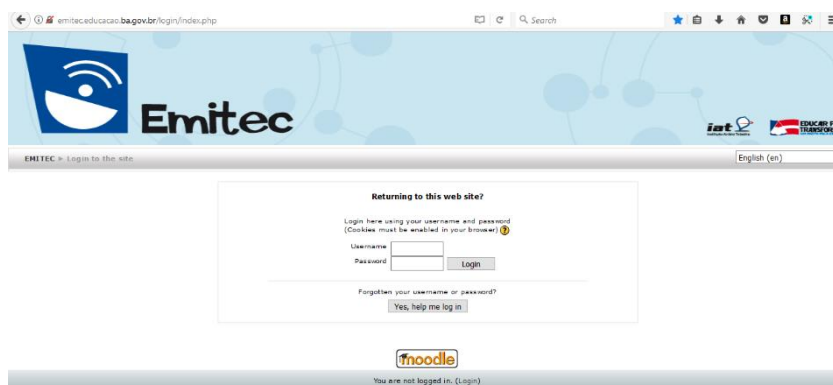 emitec.educacao.ba.gov.br/login/index.php
Search
Emitec
iat
EMITEC ► Login to the site
English (en)
Returning to this web site?
Login here using your username and password
(Cookies must be enabled in your browser) ?
Username
Password
Login
Forgotten your username or password?
Yes, help me log in
moodle
You are not logged in. (Login)